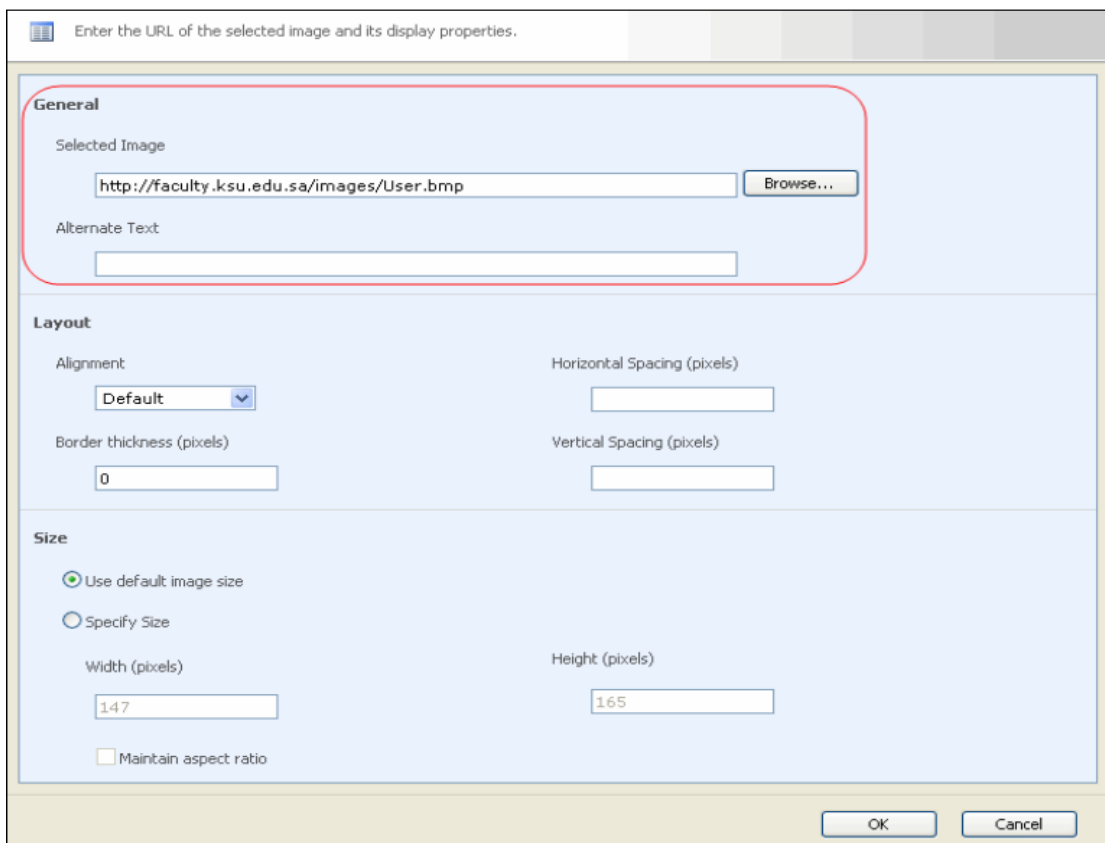 Enter the URL of the selected image and its display properties.
General
Selected Image
http://faculty.ksu.edu.sa/images/User.bmp
Browse...
Alternate Text
Layout
Alignment
Horizontal Spacing (pixels)
Default
Border thickness (pixels)
Vertical Spacing (pixels)
0
Size
Use default image size
Specify Size
Width (pixels)
Height (pixels)
147
165
Maintain aspect ratio
OK
Cancel